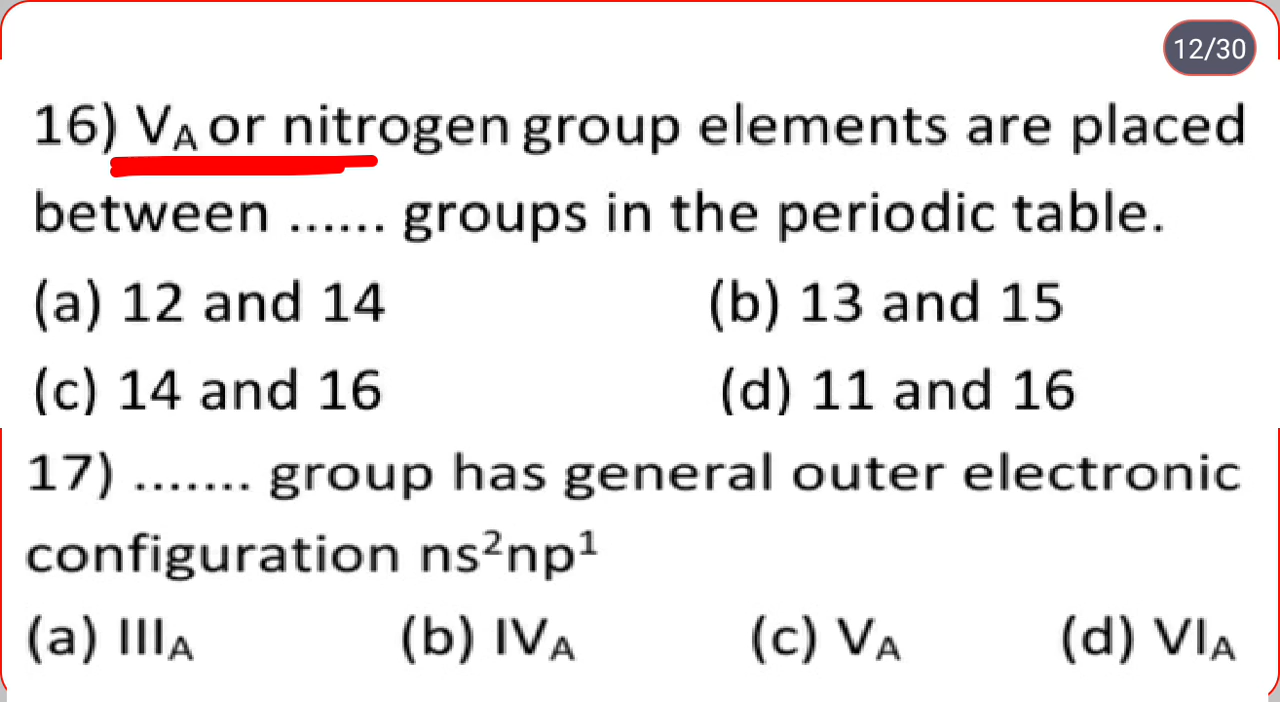 12/30
16) VA or nitrogen group elements are placed
between ...... groups in the periodic table.
(a) 12 and 14 (b) 13 and 15
(c) 14 and 16 (d) 11 and 16
17) ....... group has general outer electronic
configuration ns²np¹
(a) IIIA (b) IVA (c) VA (d) VIA